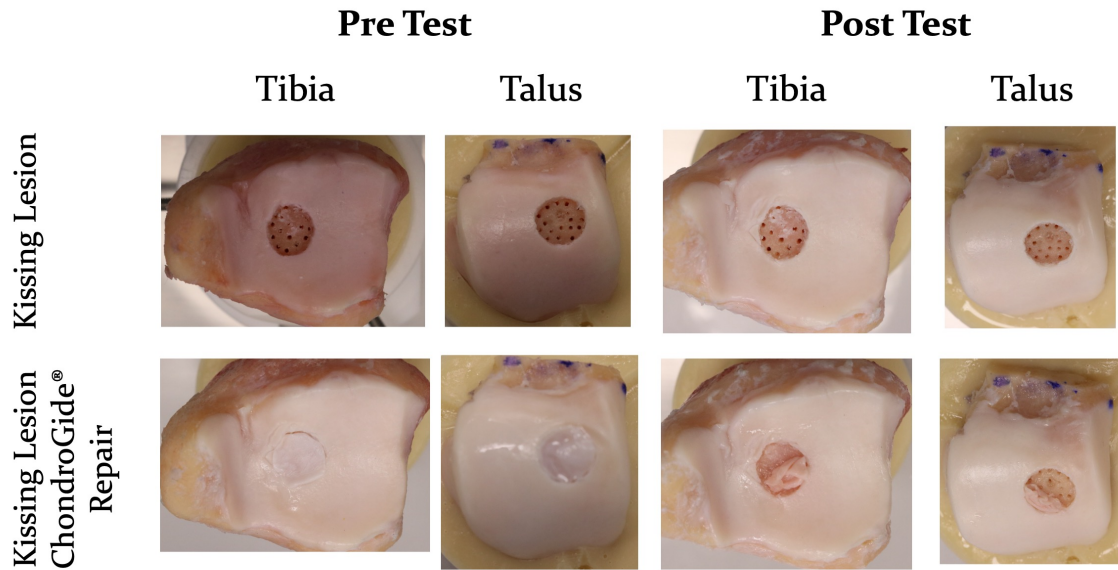 Pre Test
Post Test
Tibia
Talus
Tibia
Talus
Kissing Lesion
Kissing Lesion
ChondroGide®
Repair